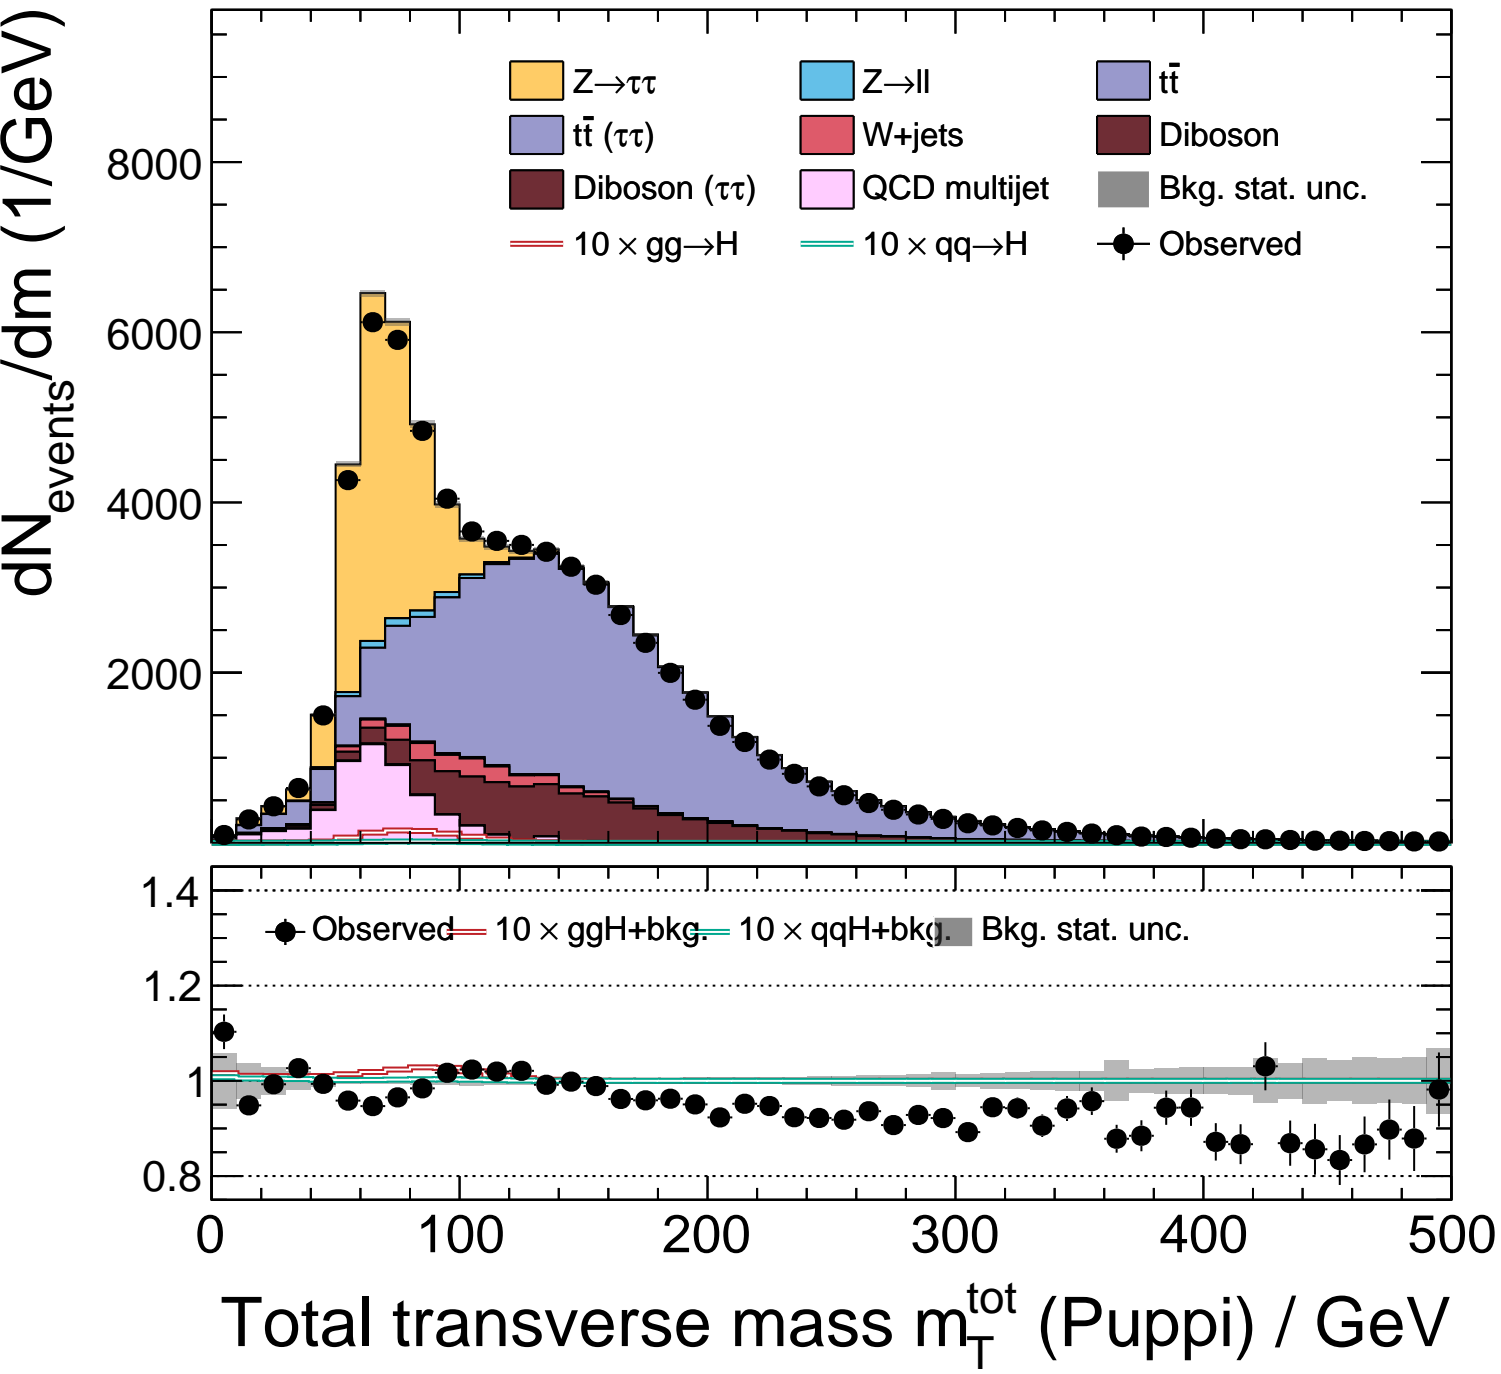 dN_events/dm (1/GeV)
8000
6000
4000
2000
Z→ττ Z→ll tt̄
tt̄ (ττ) W+jets Diboson
Diboson (ττ) QCD multijet Bkg. stat. unc.
10 × gg→H 10 × qq→H Observed
1.4
1.2
1
0.8
Observed 10 × ggH+bkg. 10 × qqH+bkg. Bkg. stat. unc.
0 100 200 300 400 500
Total transverse mass m_T^tot (Puppi) / GeV